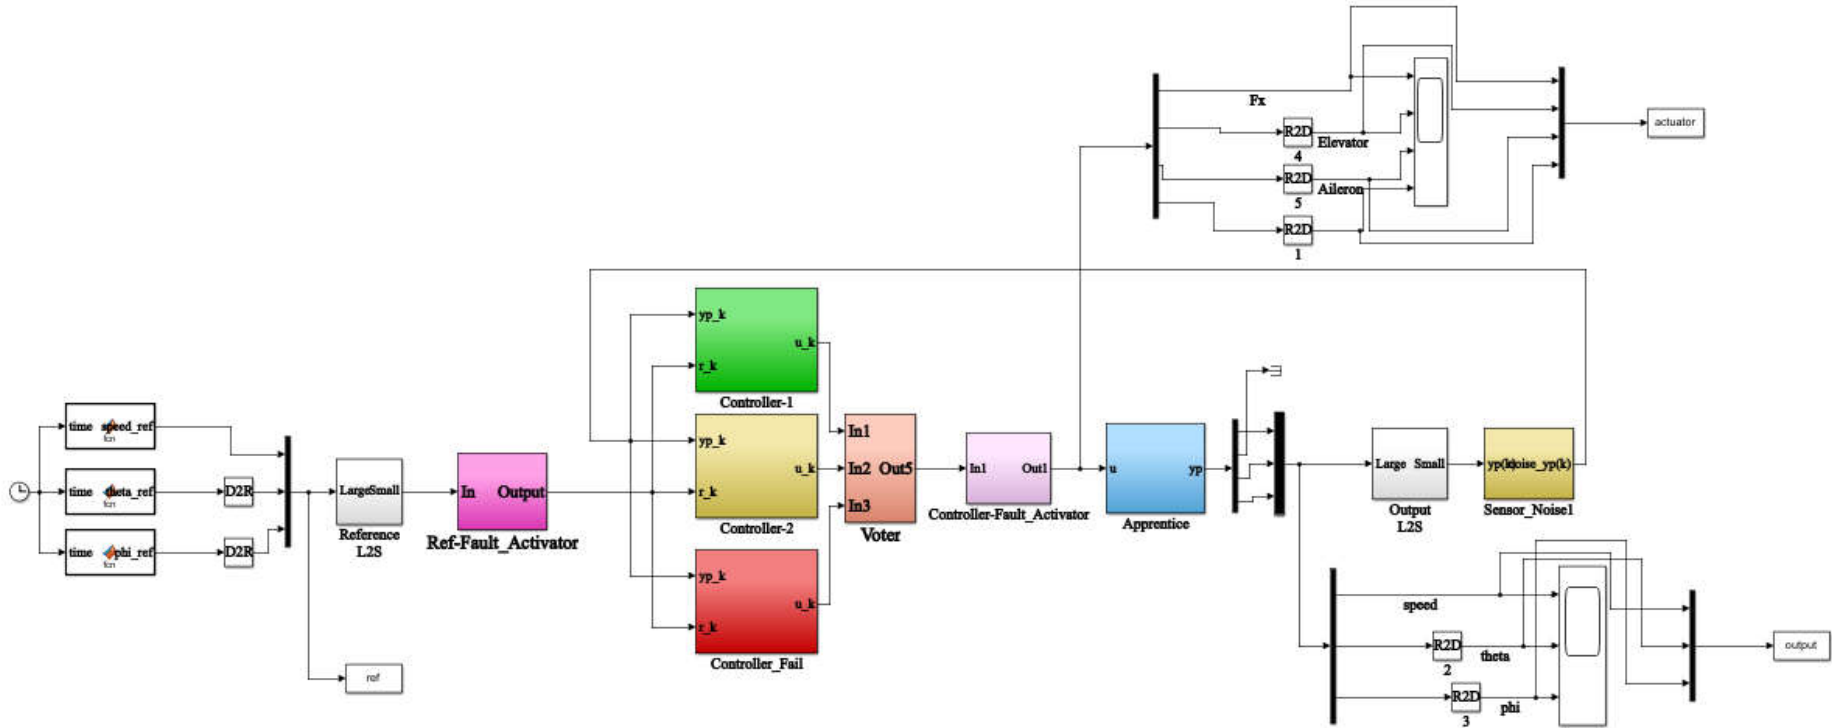 Fx
R2D
4
Elevator
R2D
5
Aileron
R2D
1
actuator
time speed_ref
fcn
time theta_ref
fcn
time phi_ref
fcn
D2R
D2R
LargeSmall
Reference
L2S
In Output
Ref-Fault_Activator
ref
yp_k
r_k
u_k
Controller-1
yp_k
r_k
u_k
Controller-2
yp_k
r_k
u_k
Controller_Fail
In1
In2 Out5
In3
Voter
In1 Out1
Controller-Fault_Activator
u yp
Apprentice
Large Small
Output
L2S
yp(k)noise_yp(k)
Sensor_Noise1
speed
R2D
2
theta
R2D
3
phi
output